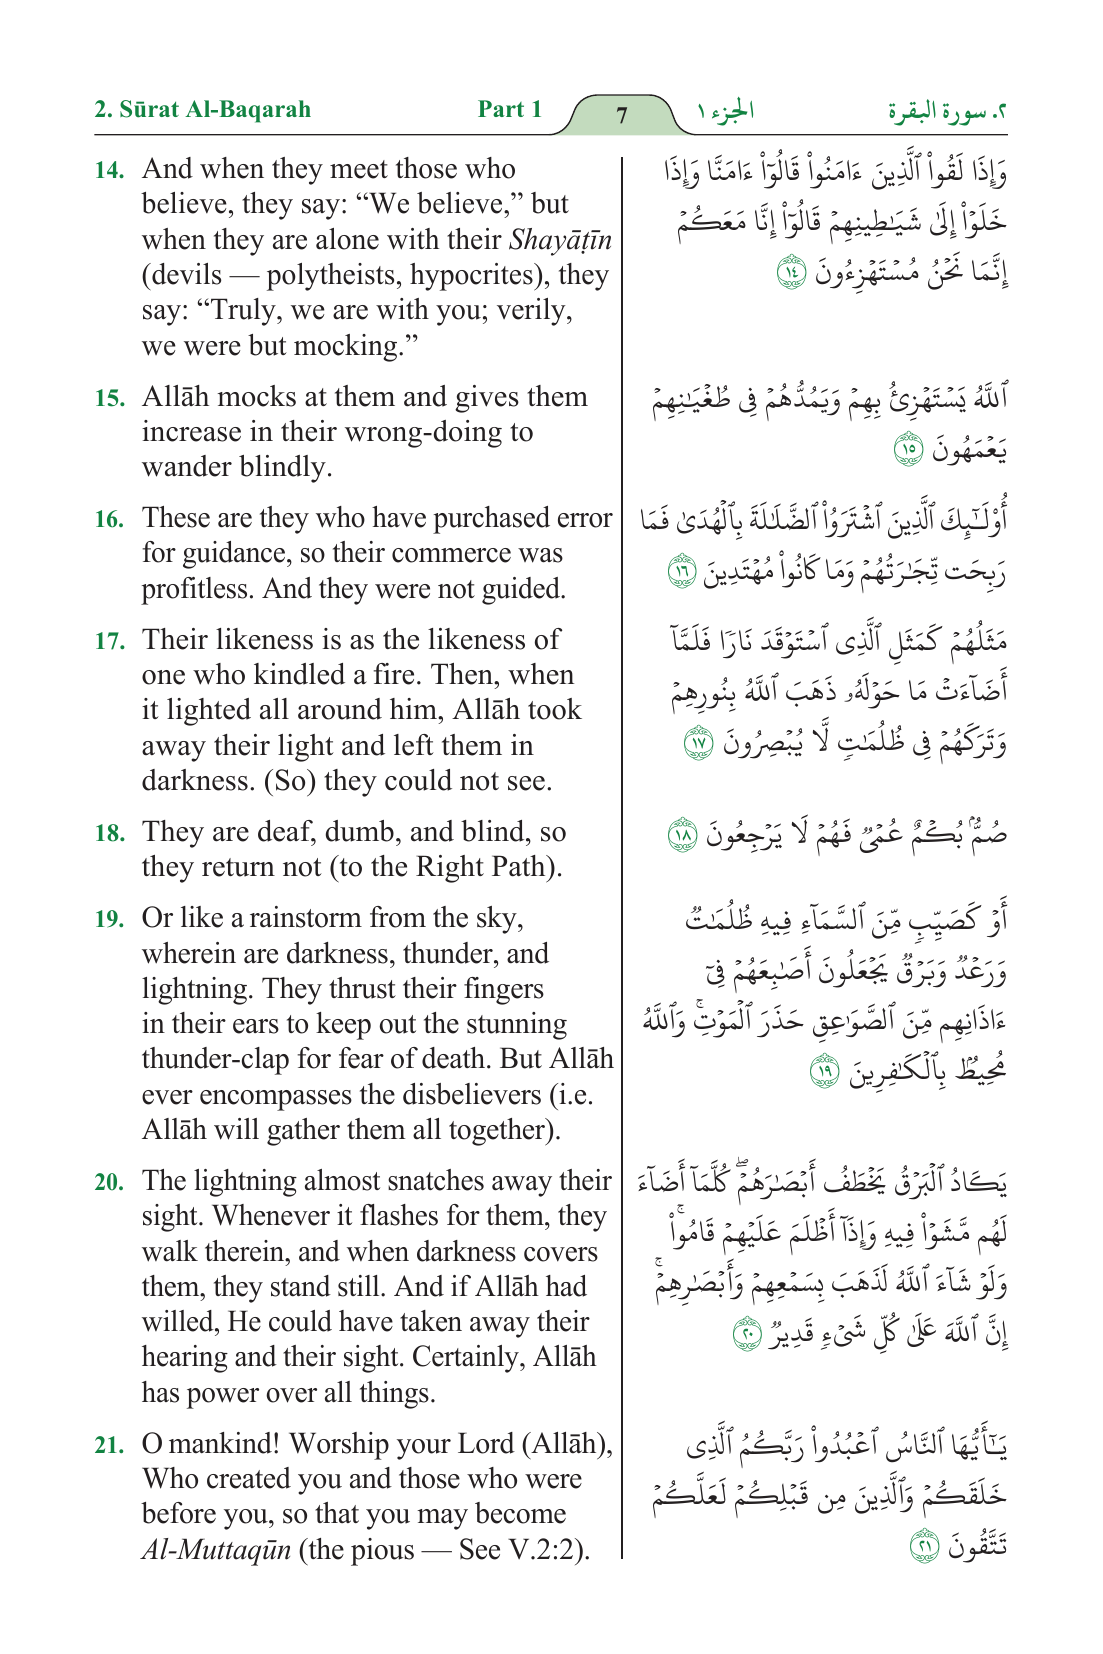 2. Sūrat Al-Baqarah Part 1 7 الجزء ١ ٢. سورة البقرة
14. And when they meet those who
believe, they say: “We believe,” but
when they are alone with their Shayāṭīn
(devils — polytheists, hypocrites), they
say: “Truly, we are with you; verily,
we were but mocking.”
وَإِذَا لَقُواْ ٱلَّذِينَ ءَامَنُواْ قَالُوٓاْ ءَامَنَّا وَإِذَا
خَلَوۡاْ إِلَىٰ شَيَٰطِينِهِمۡ قَالُوٓاْ إِنَّا مَعَكُمۡ
إِنَّمَا نَحۡنُ مُسۡتَهۡزِءُونَ ١٤
15. Allāh mocks at them and gives them
increase in their wrong-doing to
wander blindly.
ٱللَّهُ يَسۡتَهۡزِئُ بِهِمۡ وَيَمُدُّهُمۡ فِي طُغۡيَٰنِهِمۡ
يَعۡمَهُونَ ١٥
16. These are they who have purchased error
for guidance, so their commerce was
profitless. And they were not guided.
أُوْلَٰٓئِكَ ٱلَّذِينَ ٱشۡتَرَوُاْ ٱلضَّلَٰلَةَ بِٱلۡهُدَىٰ فَمَا
رَبِحَت تِّجَٰرَتُهُمۡ وَمَا كَانُواْ مُهۡتَدِينَ ١٦
17. Their likeness is as the likeness of
one who kindled a fire. Then, when
it lighted all around him, Allāh took
away their light and left them in
darkness. (So) they could not see.
مَثَلُهُمۡ كَمَثَلِ ٱلَّذِي ٱسۡتَوۡقَدَ نَارٗا فَلَمَّآ
أَضَآءَتۡ مَا حَوۡلَهُۥ ذَهَبَ ٱللَّهُ بِنُورِهِمۡ
وَتَرَكَهُمۡ فِي ظُلُمَٰتٖ لَّا يُبۡصِرُونَ ١٧
18. They are deaf, dumb, and blind, so
they return not (to the Right Path).
صُمُّۢ بُكۡمٌ عُمۡيٞ فَهُمۡ لَا يَرۡجِعُونَ ١٨
19. Or like a rainstorm from the sky,
wherein are darkness, thunder, and
lightning. They thrust their fingers
in their ears to keep out the stunning
thunder-clap for fear of death. But Allāh
ever encompasses the disbelievers (i.e.
Allāh will gather them all together).
أَوۡ كَصَيِّبٖ مِّنَ ٱلسَّمَآءِ فِيهِ ظُلُمَٰتٞ
وَرَعۡدٞ وَبَرۡقٞ يَجۡعَلُونَ أَصَٰبِعَهُمۡ فِيٓ
ءَاذَانِهِم مِّنَ ٱلصَّوَٰعِقِ حَذَرَ ٱلۡمَوۡتِۚ وَٱللَّهُ
مُحِيطُۢ بِٱلۡكَٰفِرِينَ ١٩
20. The lightning almost snatches away their
sight. Whenever it flashes for them, they
walk therein, and when darkness covers
them, they stand still. And if Allāh had
willed, He could have taken away their
hearing and their sight. Certainly, Allāh
has power over all things.
يَكَادُ ٱلۡبَرۡقُ يَخۡطَفُ أَبۡصَٰرَهُمۡۖ كُلَّمَآ أَضَآءَ
لَهُم مَّشَوۡاْ فِيهِ وَإِذَآ أَظۡلَمَ عَلَيۡهِمۡ قَامُواْۚ
وَلَوۡ شَآءَ ٱللَّهُ لَذَهَبَ بِسَمۡعِهِمۡ وَأَبۡصَٰرِهِمۡۚ
إِنَّ ٱللَّهَ عَلَىٰ كُلِّ شَيۡءٖ قَدِيرٞ ٢٠
21. O mankind! Worship your Lord (Allāh),
Who created you and those who were
before you, so that you may become
Al-Muttaqūn (the pious — See V.2:2).
يَٰٓأَيُّهَا ٱلنَّاسُ ٱعۡبُدُواْ رَبَّكُمُ ٱلَّذِي
خَلَقَكُمۡ وَٱلَّذِينَ مِن قَبۡلِكُمۡ لَعَلَّكُمۡ
تَتَّقُونَ ٢١